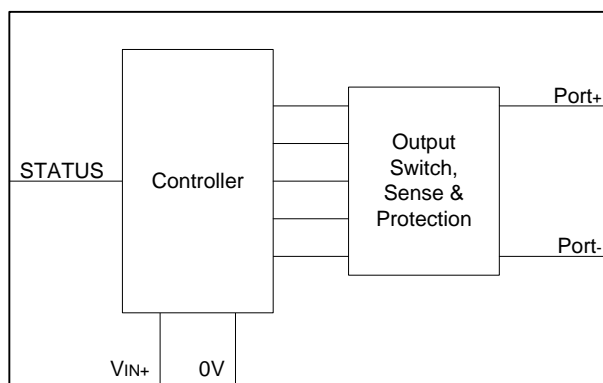 Port+
Output
Switch,
Sense &
Protection
STATUS
Controller
Port-
VIN+
0V